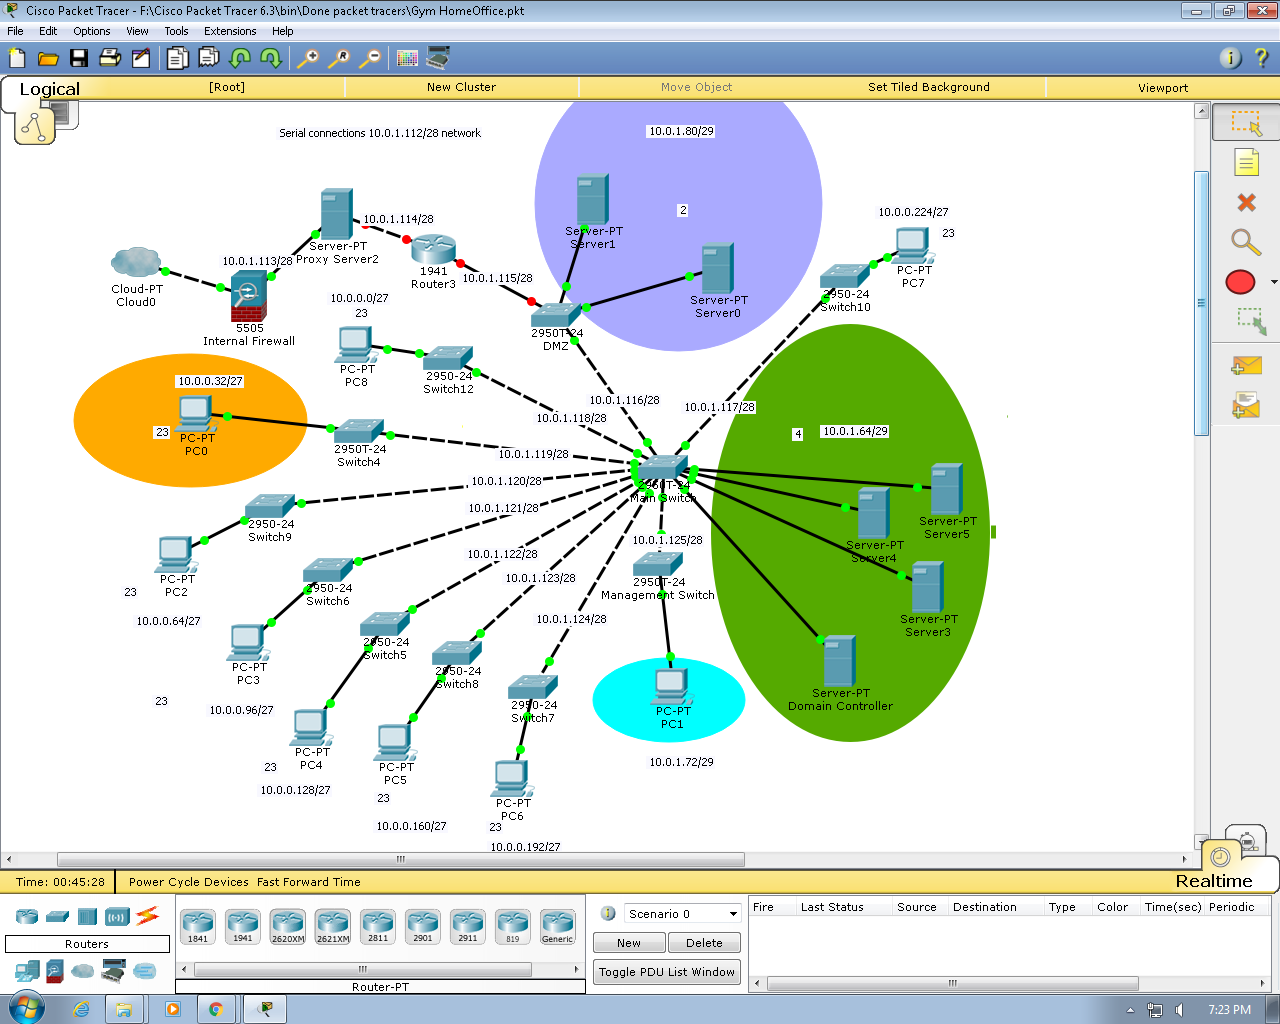 Cisco Packet Tracer - F:\Cisco Packet Tracer 6.3\bin\Done packet tracers\Gym HomeOffice.pkt
File Edit Options View Tools Extensions Help
Logical [Root] New Cluster Move Object Set Tiled Background Viewport
Serial connections 10.0.1.112/28 network
10.0.1.80/29
2
Server-PT
Server1
Server-PT
Server0
10.0.0.224/27
23
PC-PT
PC7
2950-24
Switch10
10.0.1.114/28
Server-PT
Proxy Server2
10.0.1.113/28
1941
Router3
10.0.1.115/28
Cloud-PT
Cloud0
5505
Internal Firewall
10.0.0.0/27
23
PC-PT
PC8
2950-24
Switch12
2950T-24
DMZ
10.0.0.32/27
23
PC-PT
PC0
2950T-24
Switch4
10.0.1.116/28
10.0.1.117/28
10.0.1.118/28
10.0.1.119/28
10.0.1.120/28
10.0.1.121/28
10.0.1.122/28
10.0.1.123/28
10.0.1.124/28
10.0.1.125/28
2950T-24
Main Switch
4
10.0.1.64/29
Server-PT
Server5
Server-PT
Server4
Server-PT
Server3
Server-PT
Domain Controller
2950T-24
Management Switch
PC-PT
PC1
10.0.1.72/29
2950-24
Switch9
PC-PT
PC2
23
10.0.0.64/27
2950-24
Switch6
PC-PT
PC3
23
10.0.0.96/27
2950-24
Switch5
PC-PT
PC4
23
10.0.0.128/27
2950-24
Switch8
PC-PT
PC5
23
10.0.0.160/27
2950-24
Switch7
PC-PT
PC6
23
10.0.0.192/27
Realtime
Time: 00:45:28 Power Cycle Devices Fast Forward Time
Routers
1841 1941 2620XM 2621XM 2811 2901 2911 819 Generic
Router-PT
Scenario 0
New Delete
Toggle PDU List Window
Fire Last Status Source Destination Type Color Time(sec) Periodic
7:23 PM